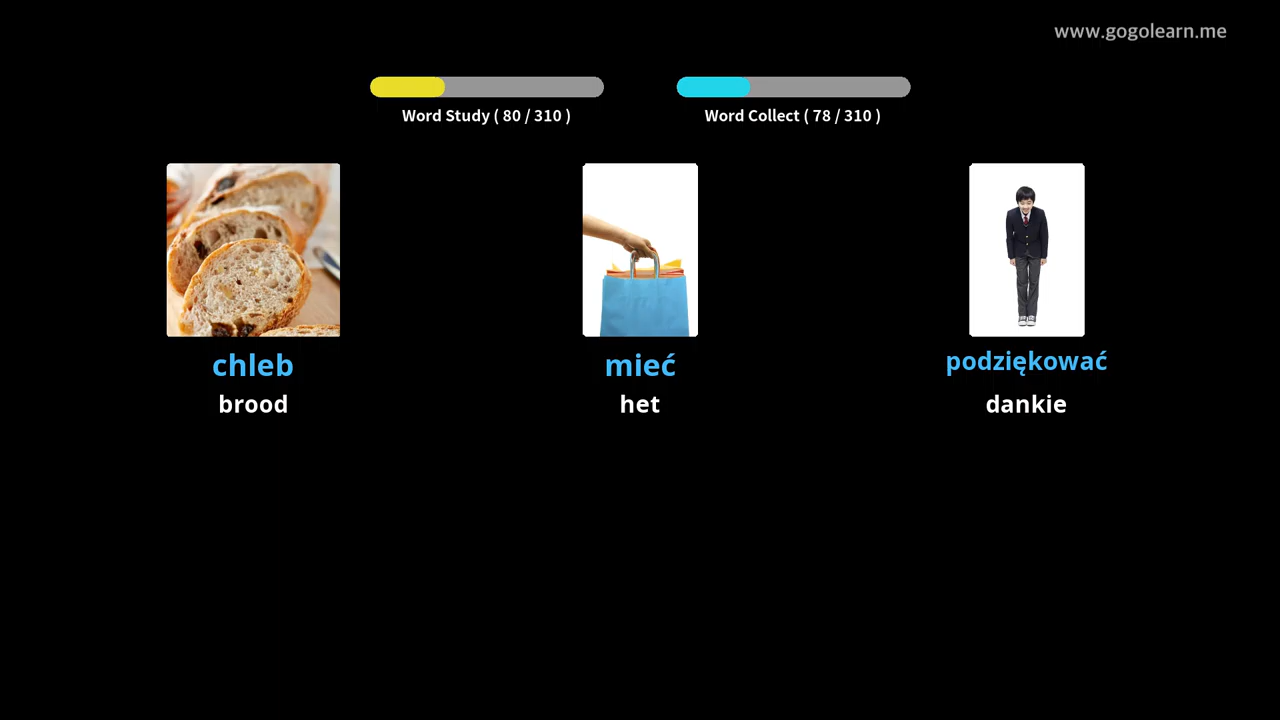 www.gogolearn.me
Word Study ( 80 / 310 )
Word Collect ( 78 / 310 )
chleb
brood
mieć
het
podziękować
dankie